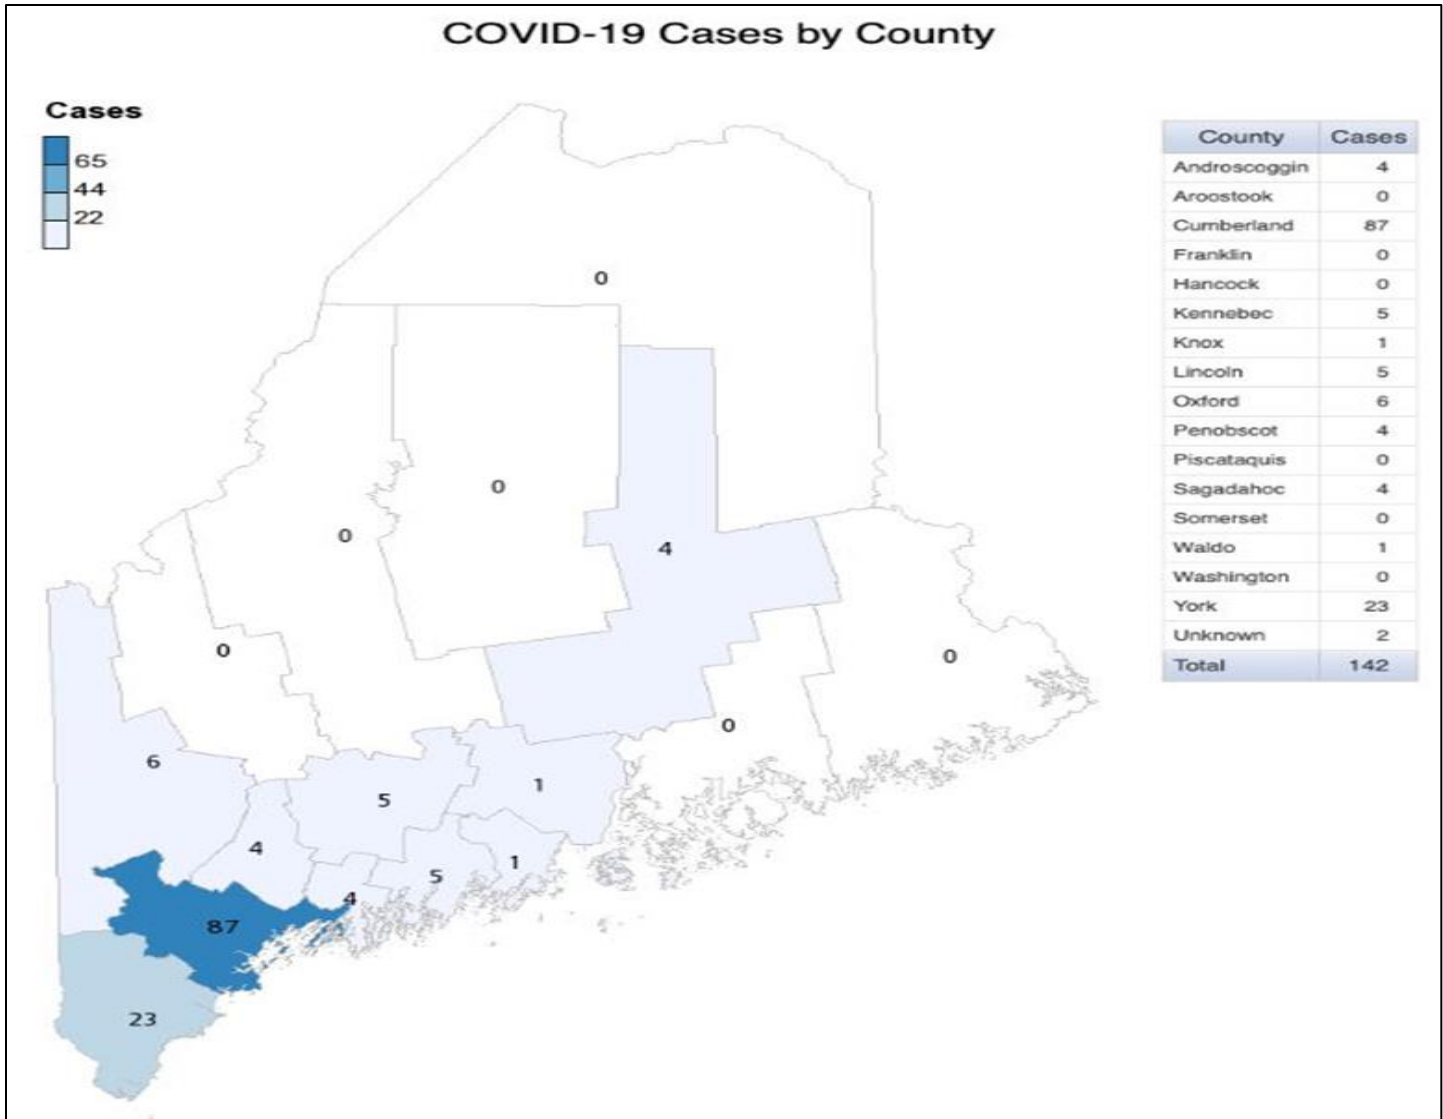 COVID-19 Cases by County
Cases
65
44
22
County Cases
Androscoggin 4
Aroostook 0
Cumberland 87
Franklin 0
Hancock 0
Kennebec 5
Knox 1
Lincoln 5
Oxford 6
Penobscot 4
Piscataquis 0
Sagadahoc 4
Somerset 0
Waldo 1
Washington 0
York 23
Unknown 2
Total 142
0
0
0
4
0
0
0
6
1
5
4
1
5
4
87
23